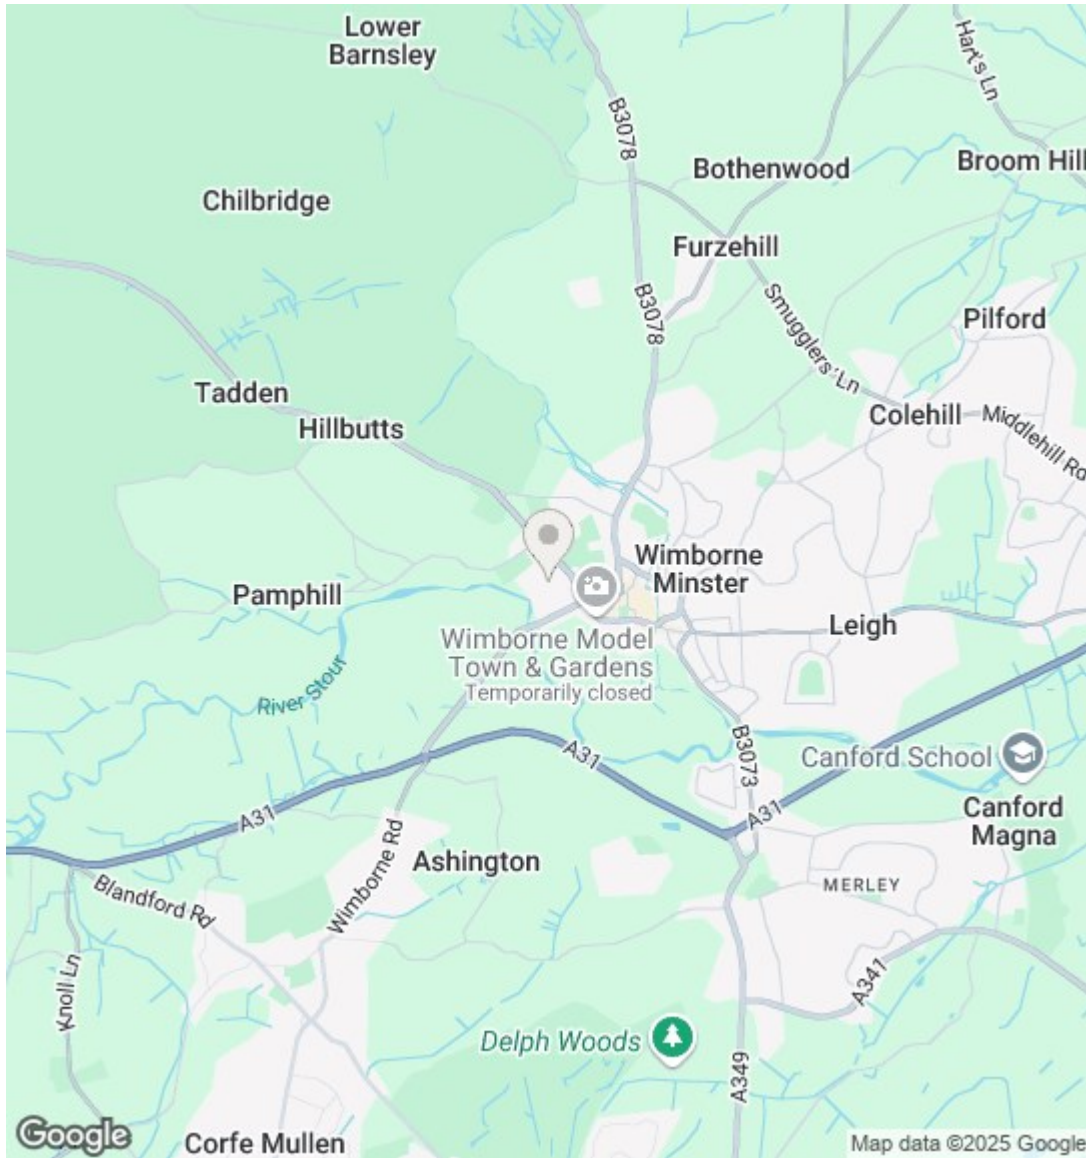 Lower
Barnsley
Hart's Ln
B3078
Bothenwood
Broom Hill
Chilbridge
Furzehill
B3078
Smugglers' Ln
Pilford
Tadden
Hillbutts
Colehill
Middlehill Rd
Wimborne
Minster
Pamphill
Leigh
Wimborne Model
Town & Gardens
Temporarily closed
River Stour
B3073
A31
Canford School
A31
A31
Canford
Magna
Wimborne Rd
Ashington
MERLEY
Blandford Rd
Knoll Ln
A341
Delph Woods
A349
Google
Corfe Mullen
Map data ©2025 Google